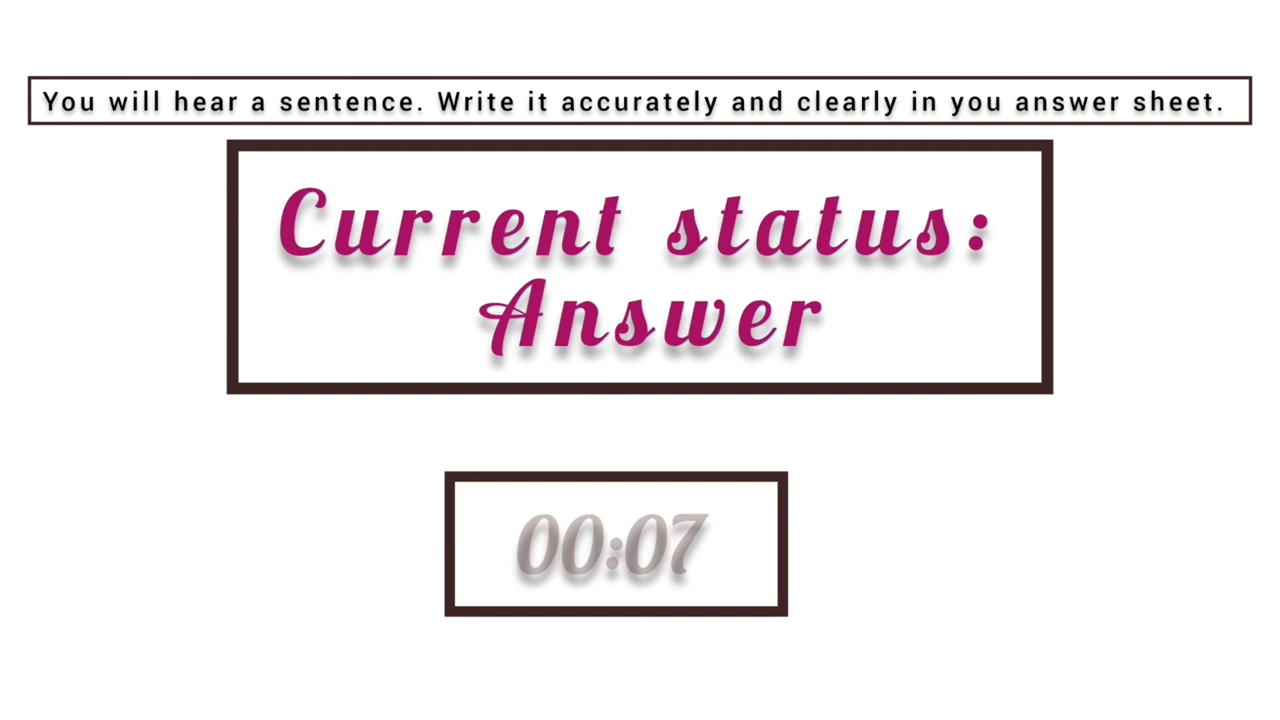 You will hear a sentence. Write it accurately and clearly in you answer sheet.
Current status:
Answer
00:07